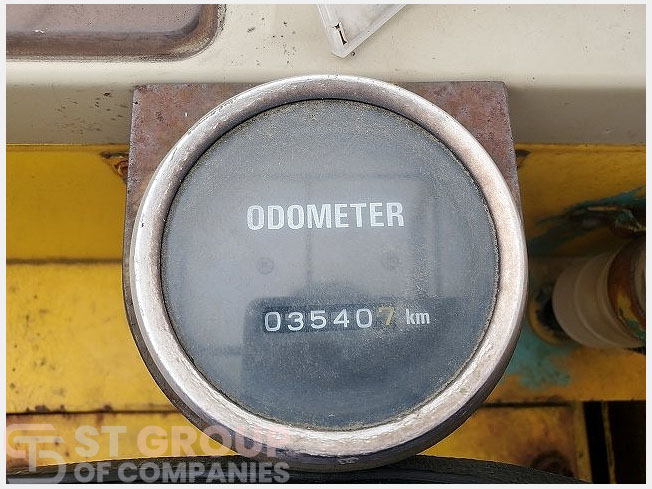 ODOMETER
035407 km
ST GROUP
OF COMPANIES